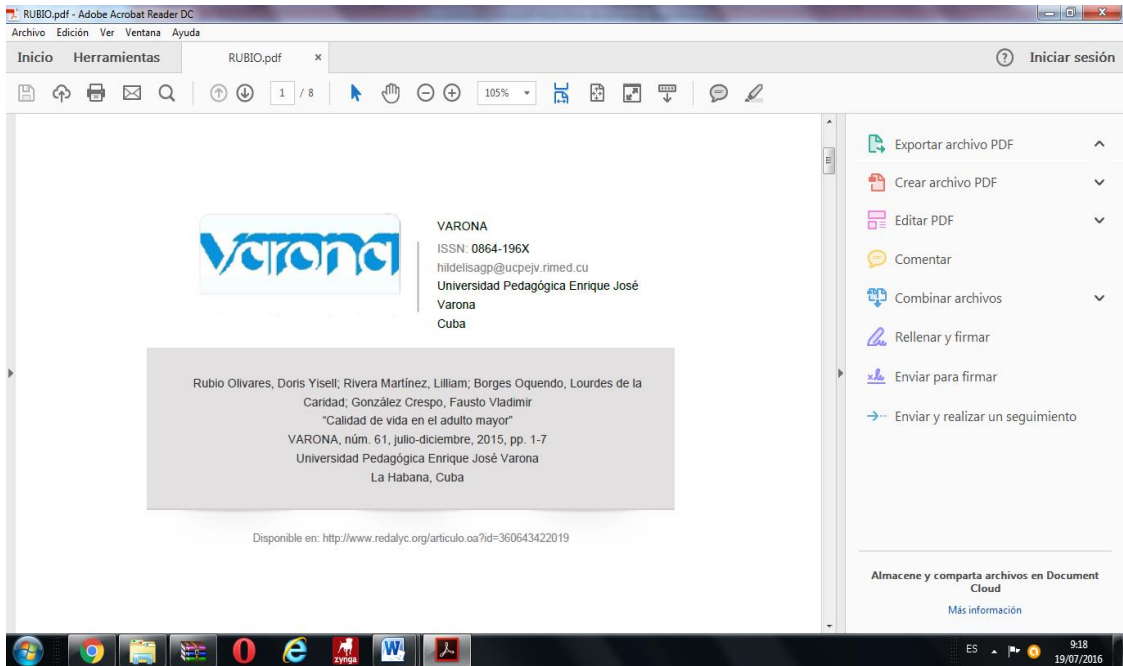 RUBIO.pdf - Adobe Acrobat Reader DC
Archivo Edición Ver Ventana Ayuda
Inicio Herramientas RUBIO.pdf × ? Iniciar sesión
1 / 8 105%
Exportar archivo PDF
Crear archivo PDF
Editar PDF
Comentar
Combinar archivos
Rellenar y firmar
Enviar para firmar
Enviar y realizar un seguimiento
Varona
VARONA
ISSN: 0864-196X
hildelisagp@ucpejv.rimed.cu
Universidad Pedagógica Enrique José
Varona
Cuba
Rubio Olivares, Doris Yisell; Rivera Martínez, Lilliam; Borges Oquendo, Lourdes de la
Caridad; González Crespo, Fausto Vladimir
"Calidad de vida en el adulto mayor"
VARONA, núm. 61, julio-diciembre, 2015, pp. 1-7
Universidad Pedagógica Enrique José Varona
La Habana, Cuba
Disponible en: http://www.redalyc.org/articulo.oa?id=360643422019
Almacene y comparta archivos en Document
Cloud
Más información
zynga
W
ES 9:18
19/07/2016